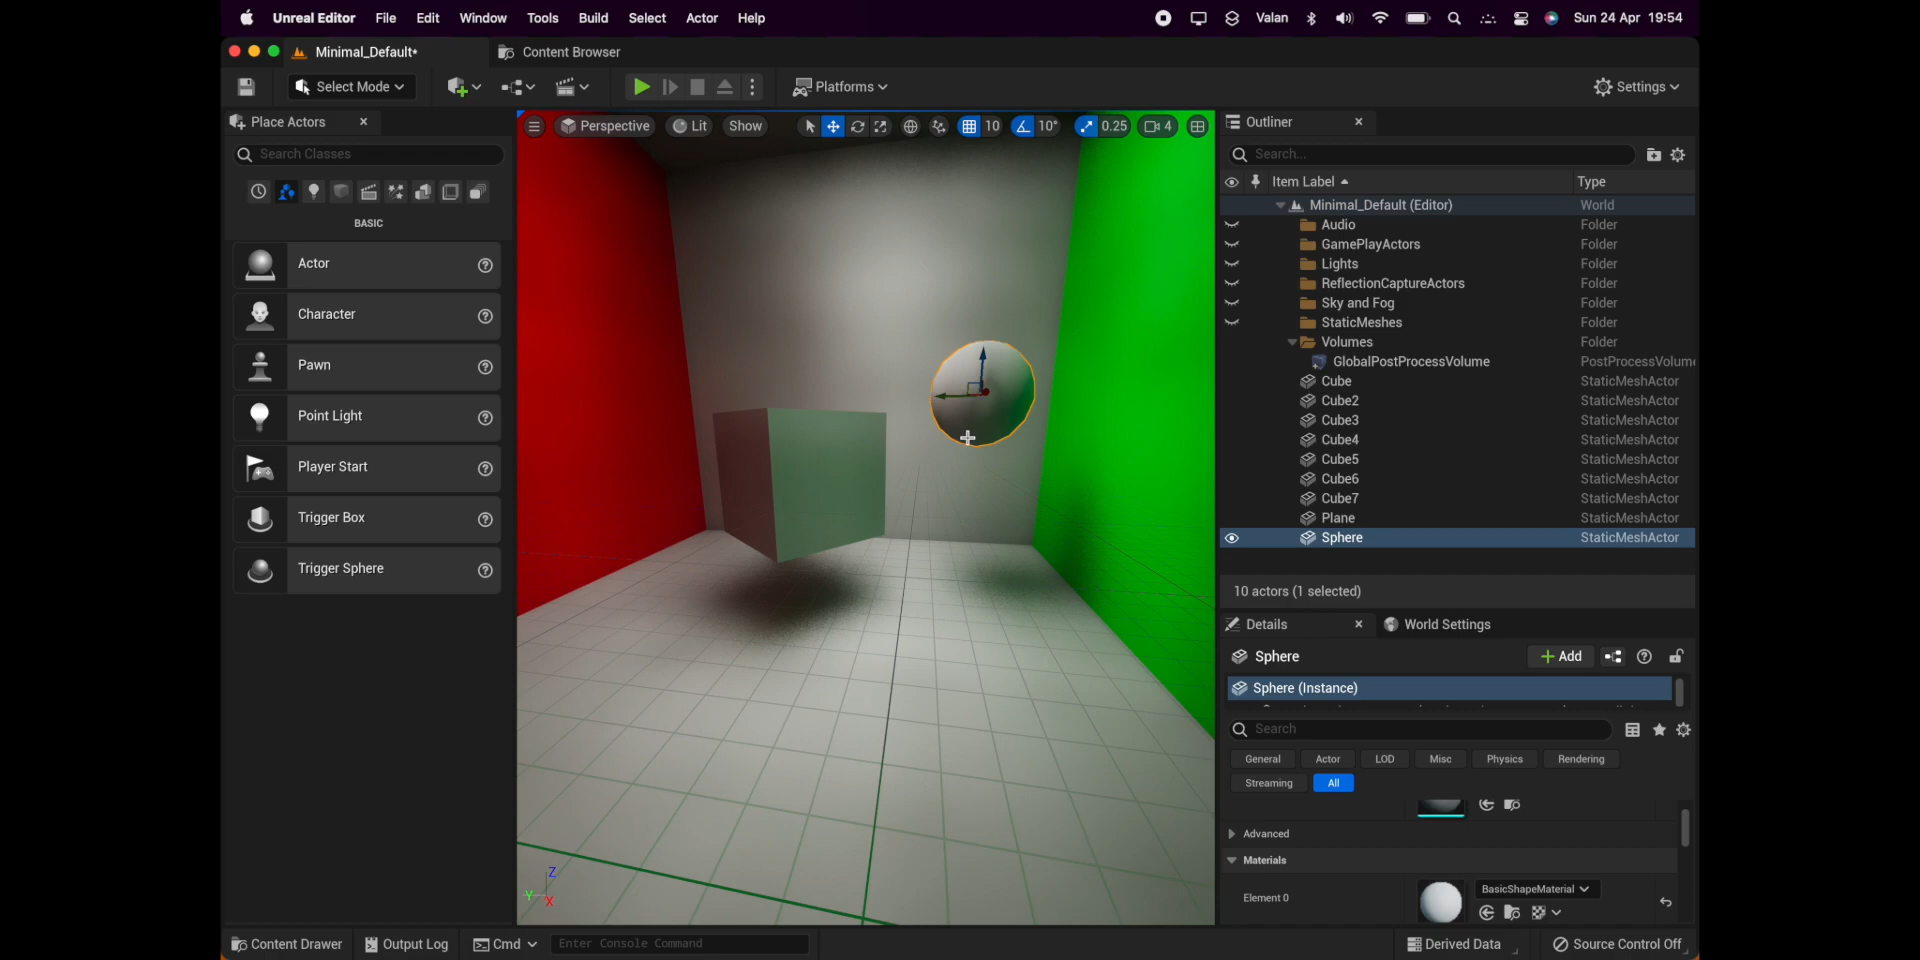 Unreal Editor File Edit Window Tools Build Select Actor Help
Valan Sun 24 Apr 19:54
Minimal_Default*
Content Browser
Select Mode
Platforms
Settings
Place Actors
Search Classes
BASIC
Actor
Character
Pawn
Point Light
Player Start
Trigger Box
Trigger Sphere
Perspective Lit Show 10 10° 0.25 4
Z
Y
X
Outliner
Search...
Item Label Type
Minimal_Default (Editor) World
Audio Folder
GamePlayActors Folder
Lights Folder
ReflectionCaptureActors Folder
Sky and Fog Folder
StaticMeshes Folder
Volumes Folder
GlobalPostProcessVolume PostProcessVolume
Cube StaticMeshActor
Cube2 StaticMeshActor
Cube3 StaticMeshActor
Cube4 StaticMeshActor
Cube5 StaticMeshActor
Cube6 StaticMeshActor
Cube7 StaticMeshActor
Plane StaticMeshActor
Sphere StaticMeshActor
10 actors (1 selected)
Details World Settings
Sphere Add
Sphere (Instance)
Search
General Actor LOD Misc Physics Rendering
Streaming All
Advanced
Materials
Element 0 BasicShapeMaterial
Content Drawer Output Log Cmd Enter Console Command
Derived Data Source Control Off